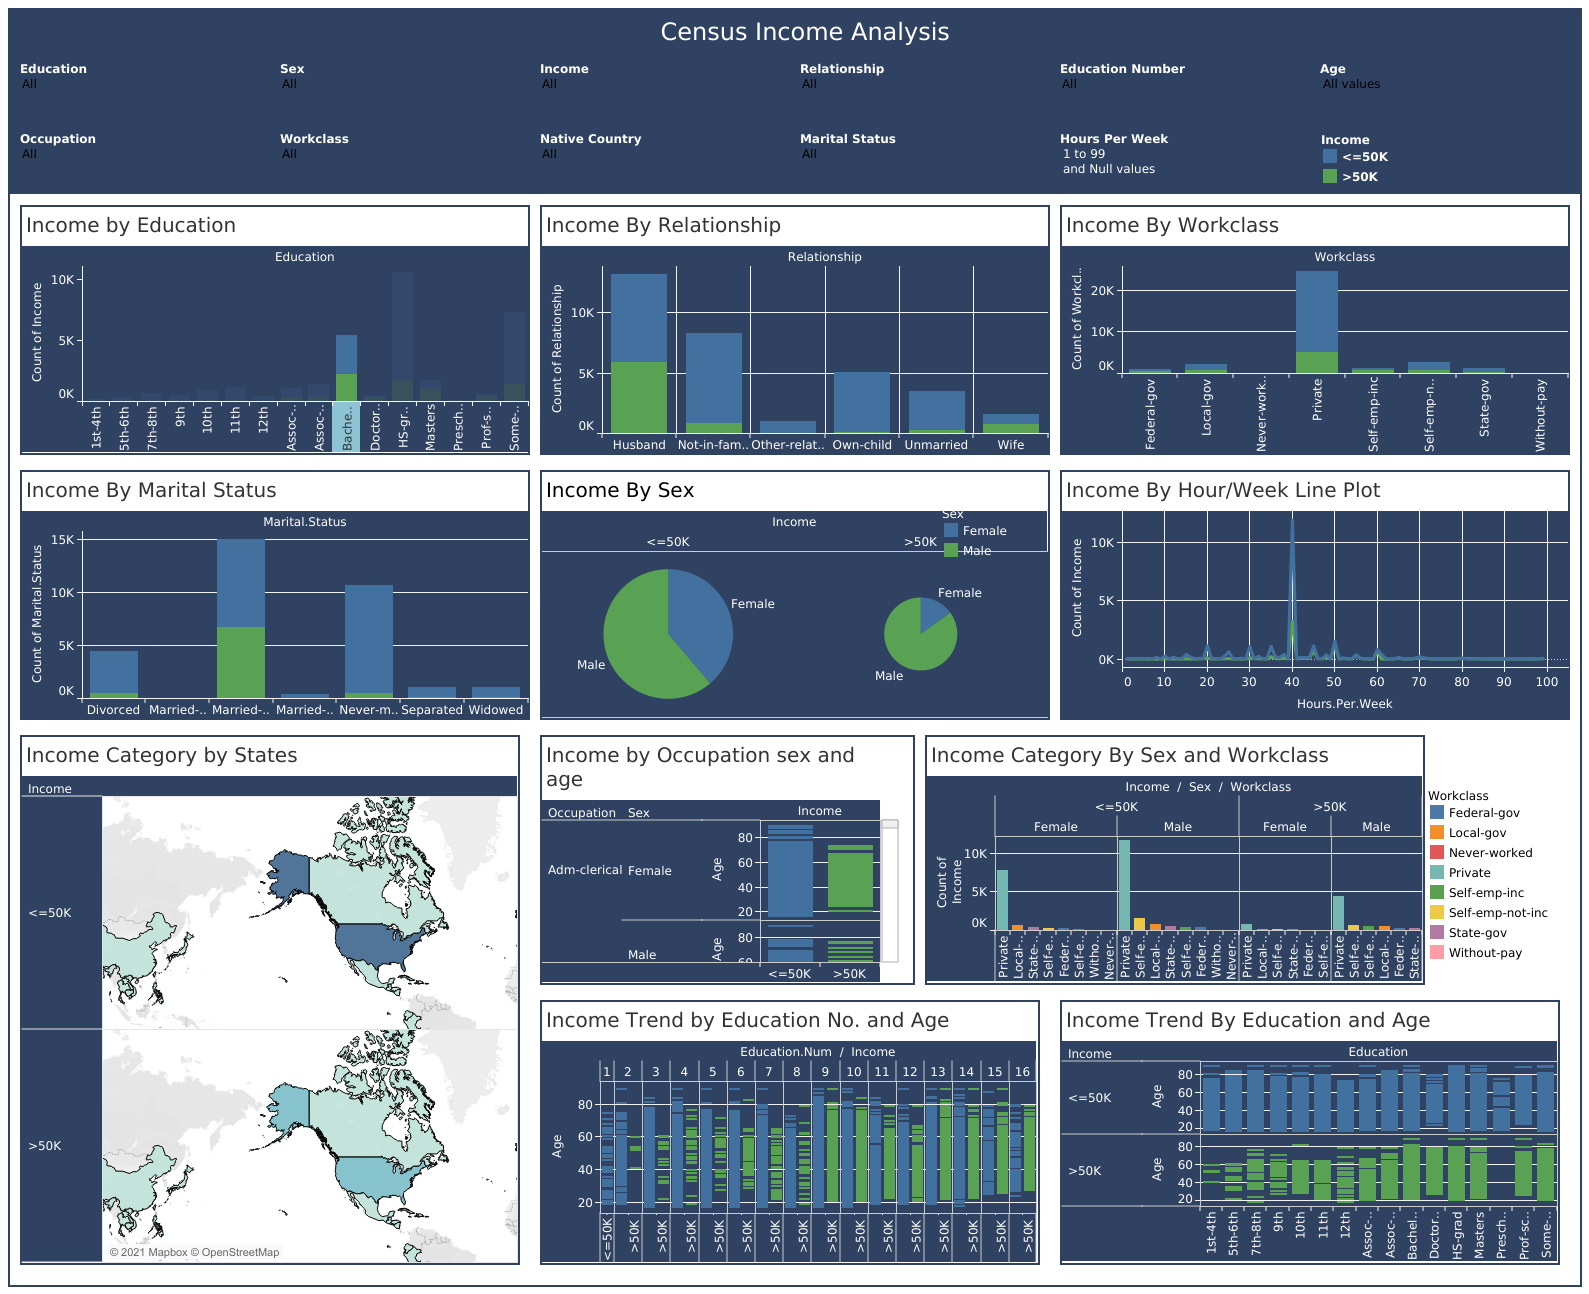 Census Income Analysis
Education Sex Income Relationship Education Number Age
All All All All All All values
Occupation Workclass Native Country Marital Status Hours Per Week Income
All All All All 1 to 99 <=50K
and Null values >50K
Income by Education
Education
Count of Income
10K
5K
0K
1st-4th 5th-6th 7th-8th 9th 10th 11th 12th Assoc-.. Assoc-.. Bache.. Doctor.. HS-gr.. Masters Presch.. Prof-s.. Some-..
Income By Relationship
Relationship
Count of Relationship
10K
5K
0K
Husband Not-in-fam.. Other-relat.. Own-child Unmarried Wife
Income By Workclass
Workclass
Count of Workcl..
20K
10K
0K
Federal-gov Local-gov Never-work.. Private Self-emp-inc Self-emp-n.. State-gov Without-pay
Income By Marital Status
Marital.Status
Count of Marital.Status
15K
10K
5K
0K
Divorced Married-.. Married-.. Married-.. Never-m.. Separated Widowed
Income By Sex
Income
<=50K >50K
Sex
Female
Male
Female
Male
Female
Male
Income By Hour/Week Line Plot
Count of Income
10K
5K
0K
0 10 20 30 40 50 60 70 80 90 100
Hours.Per.Week
Income Category by States
Income
<=50K
>50K
© 2021 Mapbox © OpenStreetMap
Income by Occupation sex and
age
Occupation Sex Income
Adm-clerical Female
Age
80
60
40
20
Male
Age
80
60
<=50K >50K
Income Category By Sex and Workclass
Income / Sex / Workclass
<=50K >50K
Female Male Female Male
Count of
Income
10K
5K
0K
Private Local-.. State-.. Self-e.. Feder.. Self-e.. Witho.. Never-.. Private Self-e.. Local-.. State-.. Self-e.. Feder.. Witho.. Never-.. Private Local-.. Self-e.. State-.. Feder.. Self-e.. Private Self-e.. Self-e.. Local-.. Feder.. State-..
Workclass
Federal-gov
Local-gov
Never-worked
Private
Self-emp-inc
Self-emp-not-inc
State-gov
Without-pay
Income Trend by Education No. and Age
Education.Num / Income
1 2 3 4 5 6 7 8 9 10 11 12 13 14 15 16
Age
80
60
40
20
<=50K >50K >50K >50K >50K >50K >50K >50K >50K >50K >50K >50K >50K >50K >50K >50K
Income Trend By Education and Age
Income Education
<=50K
Age
80
60
40
20
>50K
Age
80
60
40
20
1st-4th 5th-6th 7th-8th 9th 10th 11th 12th Assoc-.. Assoc-.. Bachel.. Doctor.. HS-grad Masters Presch.. Prof-sc.. Some-..